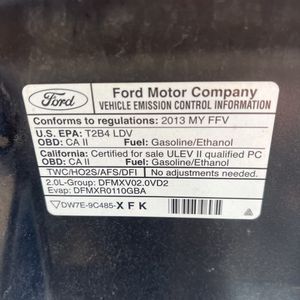 Ford
Ford Motor Company
VEHICLE EMISSION CONTROL INFORMATION
Conforms to regulations: 2013 MY FFV
U.S. EPA: T2B4 LDV
OBD: CA II Fuel: Gasoline/Ethanol
California: Certified for sale ULEV II qualified PC
OBD: CA II Fuel: Gasoline/Ethanol
TWC/HO2S/AFS/DFI No adjustments needed.
2.0L-Group: DFMXV02.0VD2
Evap: DFMXR0110GBA
DW7E-9C485-XFK